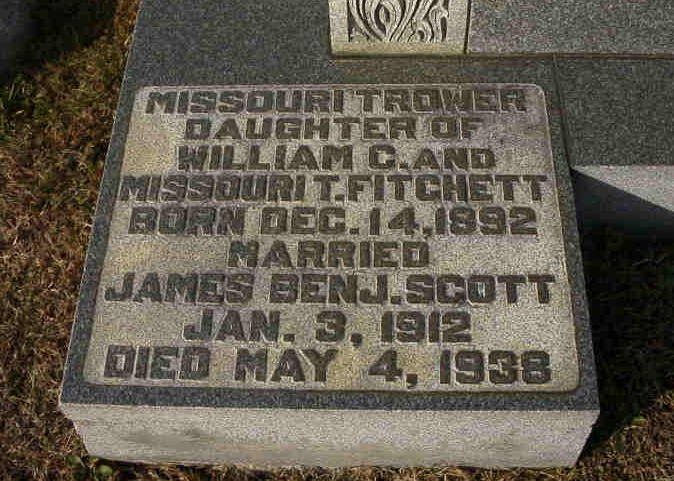 MISSOURI TROWER
DAUGHTER OF
WILLIAM C. AND
MISSOURI T. FITCHETT
BORN DEC. 14, 1892
MARRIED
JAMES BENJ. SCOTT
JAN. 3, 1912
DIED MAY 4, 1938